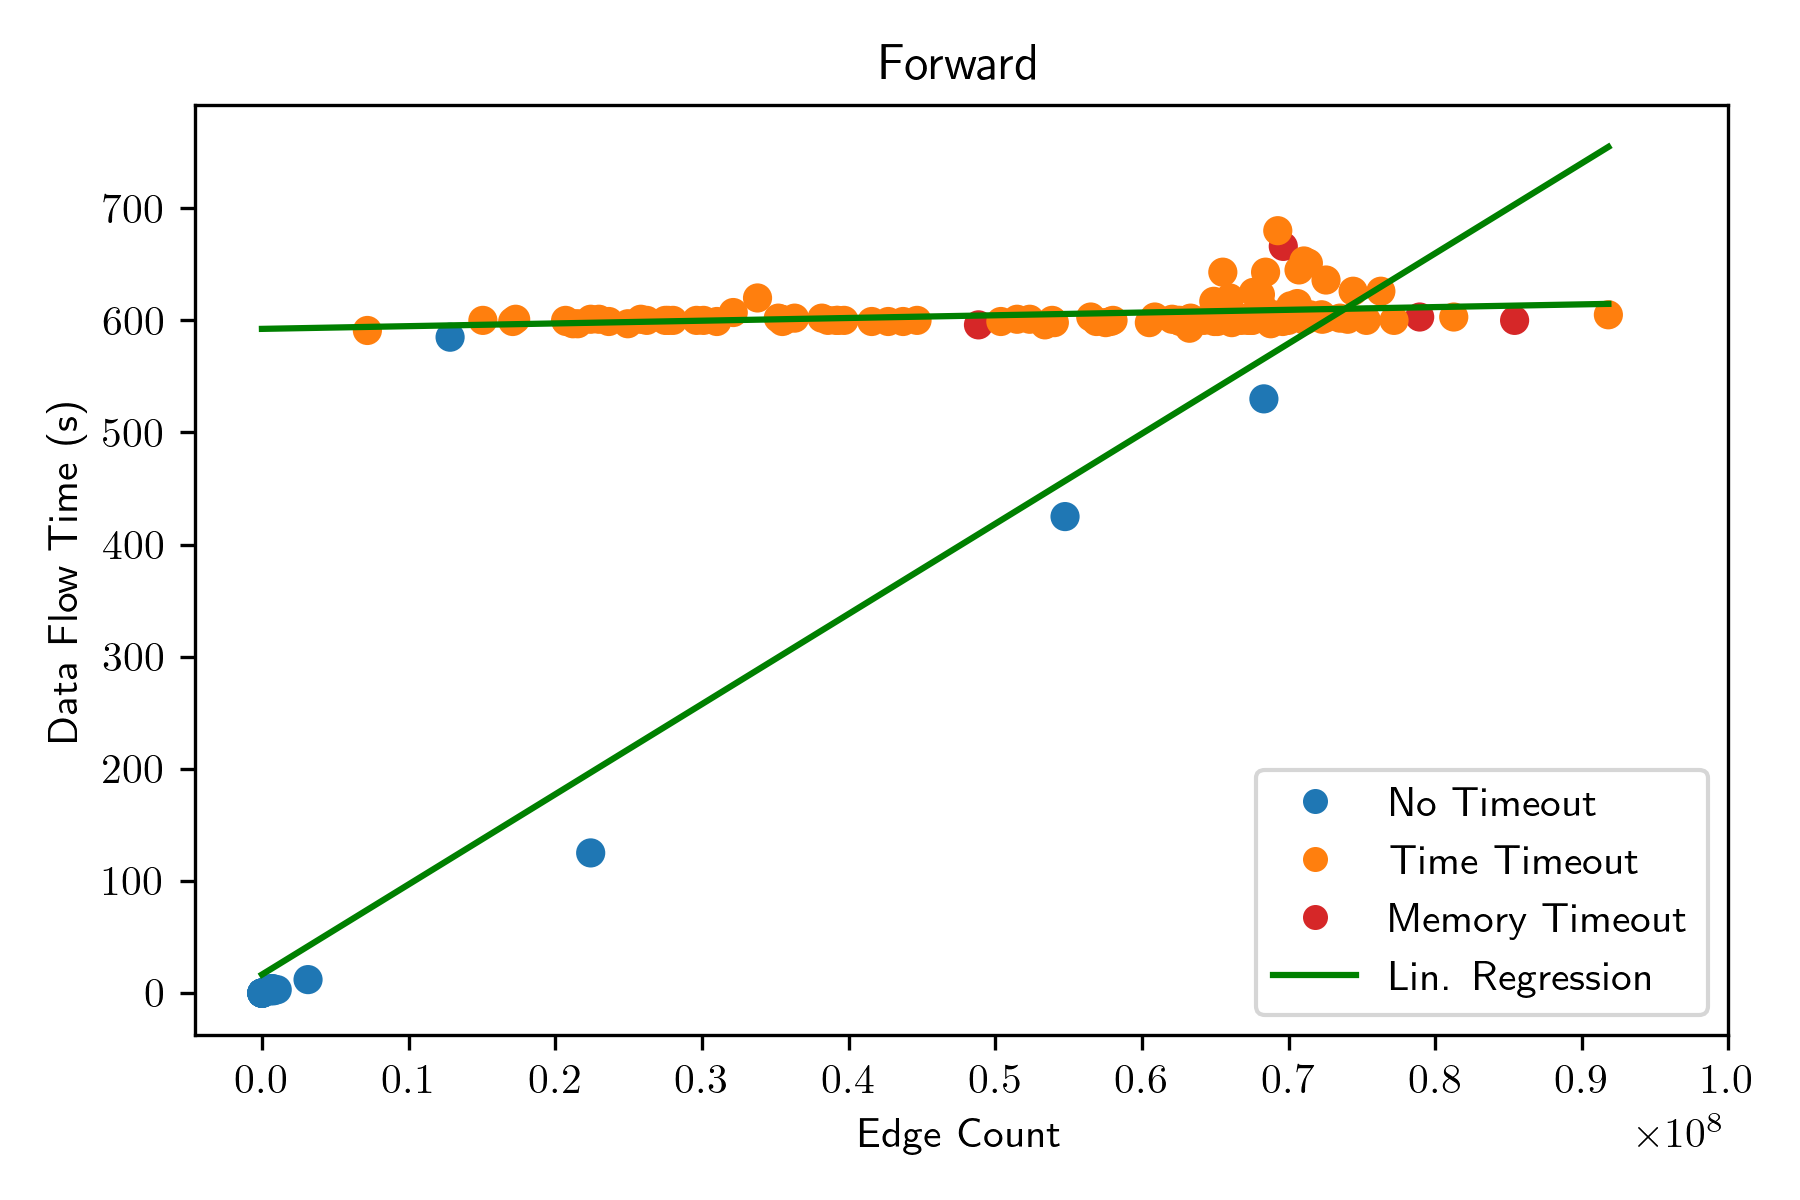 Forward
Data Flow Time (s)
700
600
500
400
300
200
100
0
No Timeout
Time Timeout
Memory Timeout
Lin. Regression
0.0 0.1 0.2 0.3 0.4 0.5 0.6 0.7 0.8 0.9 1.0
Edge Count
×10⁸